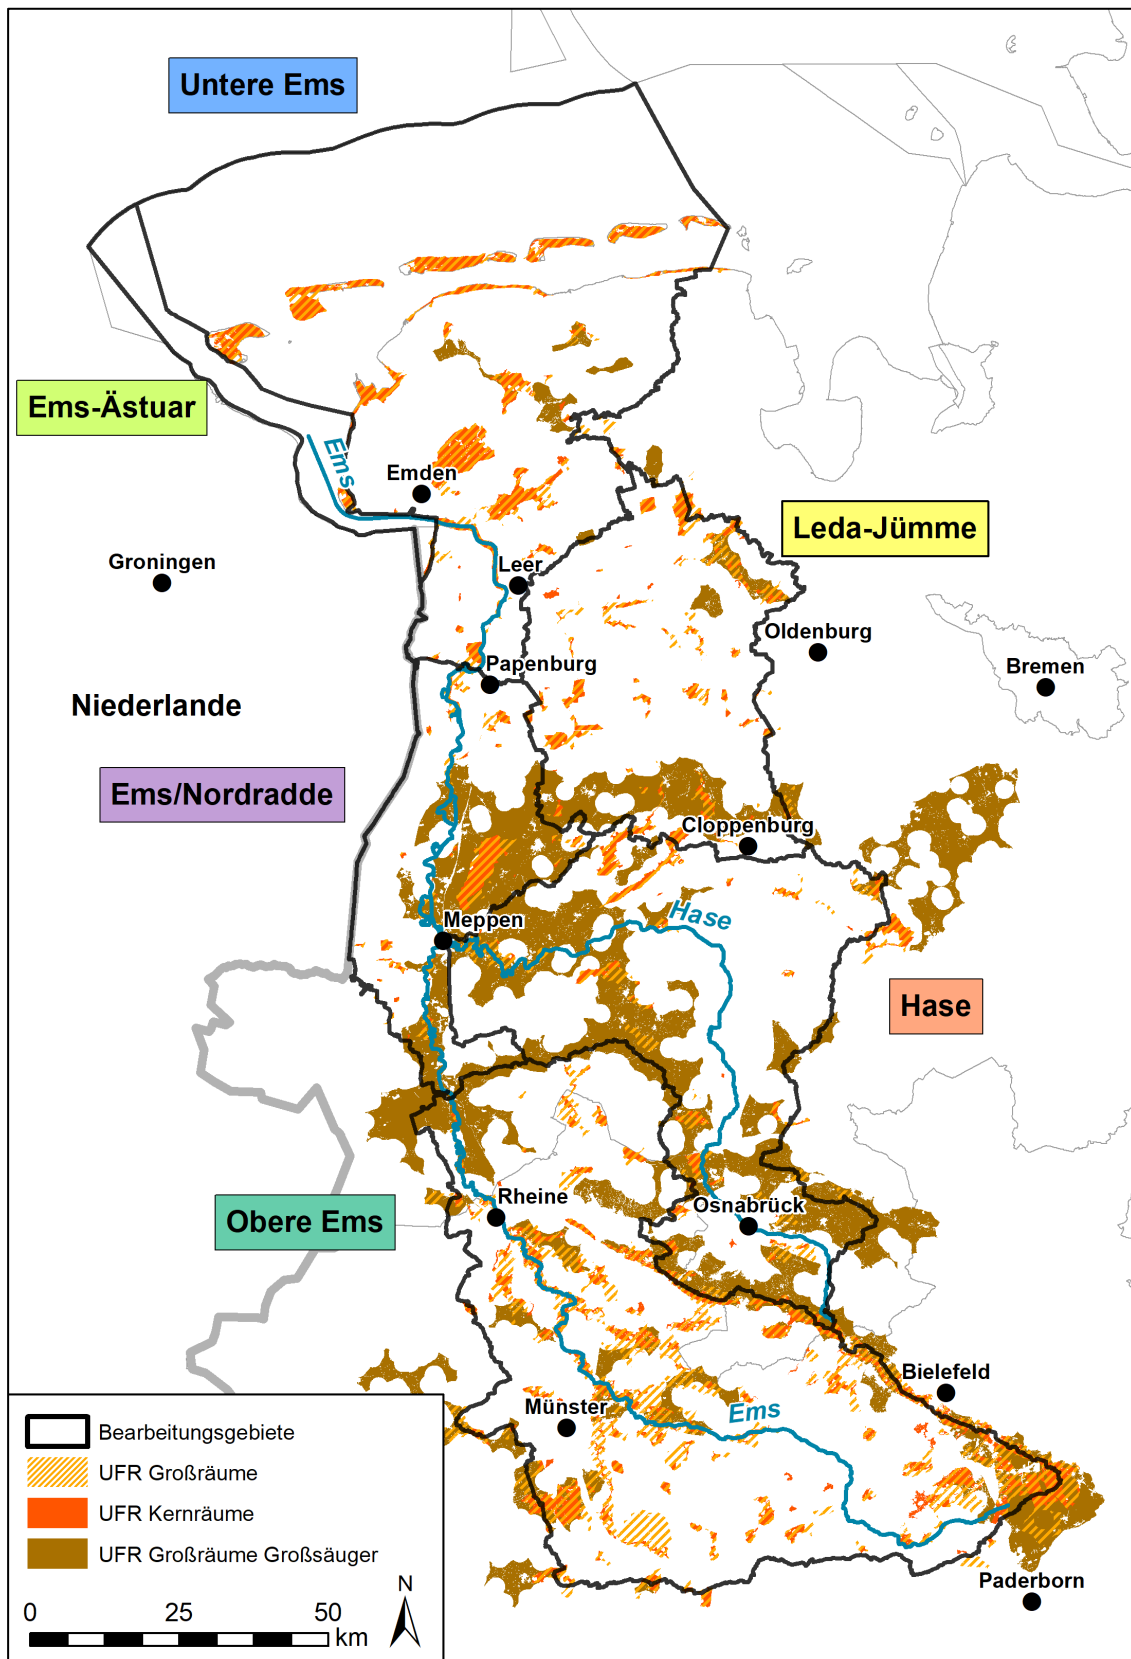 Untere Ems
Ems-Ästuar
Ems
Emden
Leda-Jümme
Groningen
Leer
Oldenburg
Bremen
Papenburg
Niederlande
Ems/Nordradde
Cloppenburg
Hase
Meppen
Hase
Rheine
Osnabrück
Obere Ems
Bielefeld
Münster
Ems
Paderborn
Bearbeitungsgebiete
UFR Großräume
UFR Kernräume
UFR Großräume Großsäuger
N
0 25 50
km